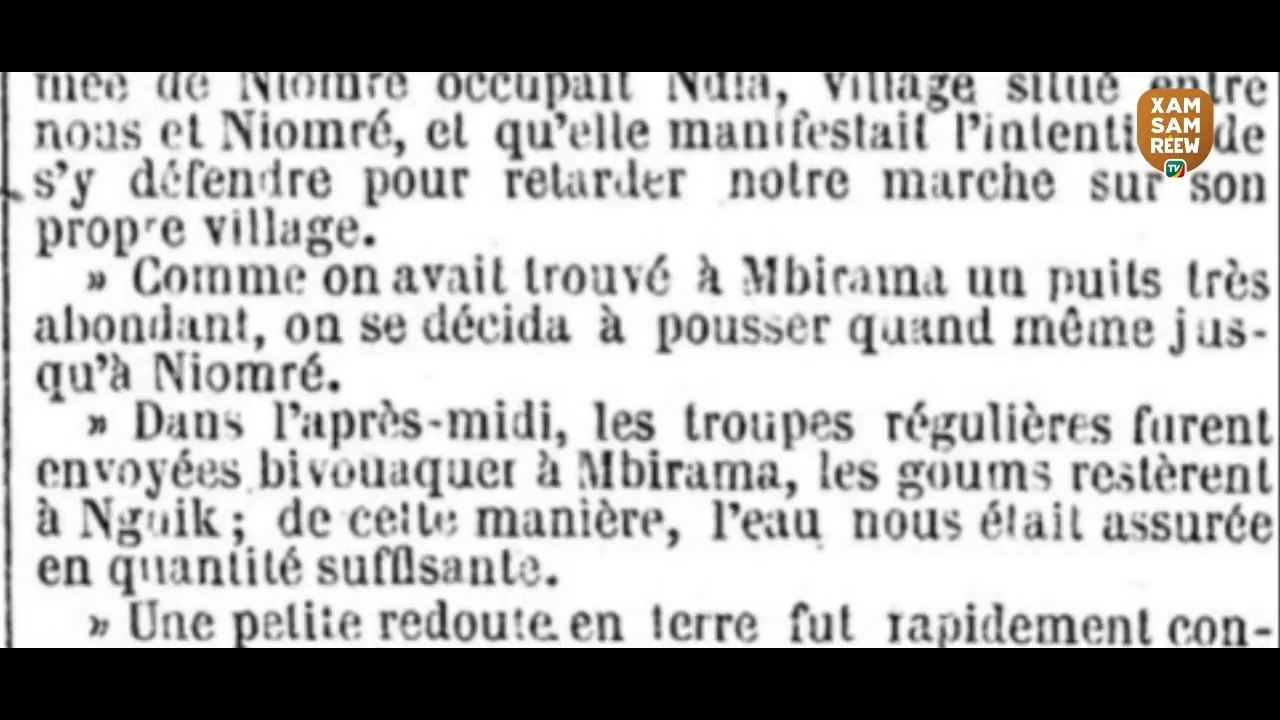 mée de Niomré occupait Ndia, village situé entre
nous et Niomré, et qu'elle manifestait l'intenti de
s'y défendre pour retarder notre marche sur son
propre village.
» Comme on avait trouvé à Mbirama un puits très
abondant, on se décida à pousser quand même jus-
qu'à Niomré.
» Dans l'après-midi, les troupes régulières furent
envoyées bivouaquer à Mbirama, les goums restèrent
à Nguik ; de cette manière, l'eau nous était assurée
en quantité suffisante.
» Une petite redoute en terre fut rapidement con-
XAM
SAM
REEW
TV